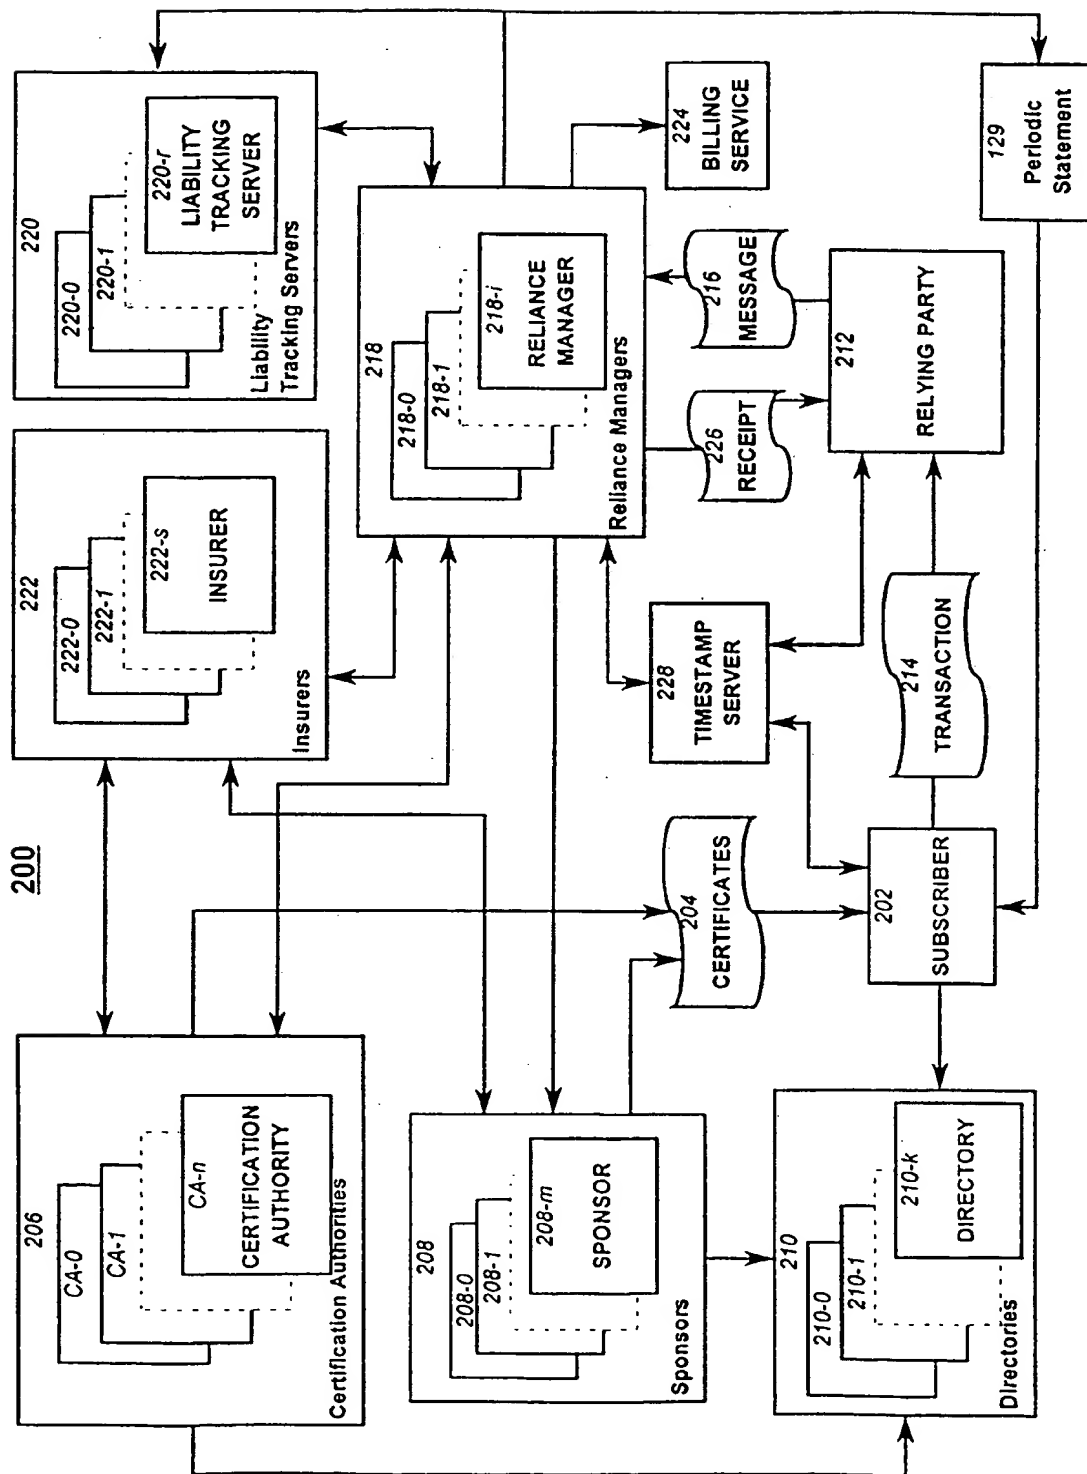 200
206
CA-0
CA-1
CA-n
CERTIFICATION
AUTHORITY
Certification Authorities
222
222-0
222-1
222-s
INSURER
Insurers
220
220-0
220-1
220-r
LIABILITY
TRACKING
SERVER
Liability
Tracking Servers
208
208-0
208-1
208-m
SPONSOR
Sponsors
218
218-0
218-1
218-i
RELIANCE
MANAGER
Reliance Managers
224
BILLING
SERVICE
204
CERTIFICATES
228
TIMESTAMP
SERVER
226
RECEIPT
216
MESSAGE
210
210-0
210-1
210-k
DIRECTORY
Directories
202
SUBSCRIBER
214
TRANSACTION
212
RELYING PARTY
129
Periodic
Statement